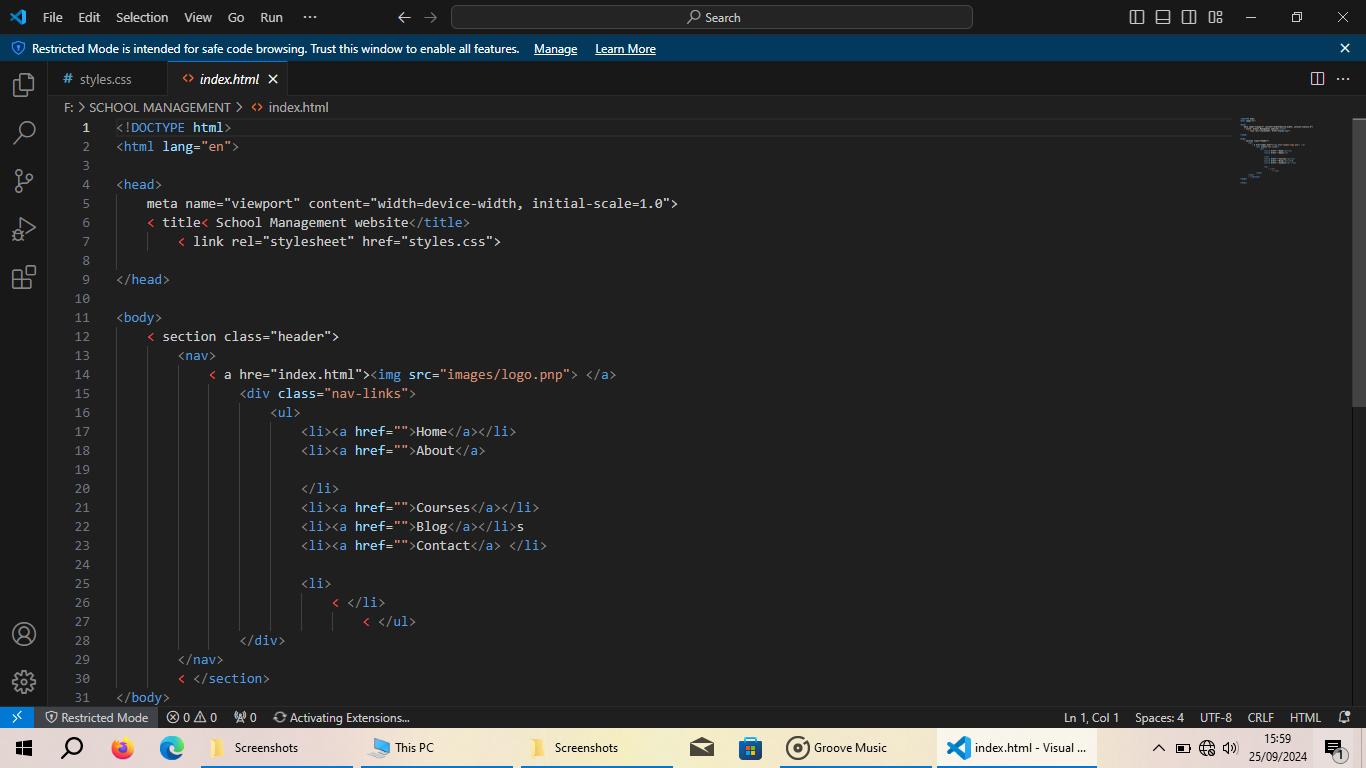 File Edit Selection View Go Run ··· Search
Restricted Mode is intended for safe code browsing. Trust this window to enable all features. Manage Learn More
# styles.css <> index.html
F: > SCHOOL MANAGEMENT > <> index.html
1 <!DOCTYPE html>
2 <html lang="en">
3
4 <head>
5 meta name="viewport" content="width=device-width, initial-scale=1.0">
6 < title< School Management website</title>
7 < link rel="stylesheet" href="styles.css">
8
9 </head>
10
11 <body>
12 < section class="header">
13 <nav>
14 < a hre="index.html"><img src="images/logo.pnp"> </a>
15 <div class="nav-links">
16 <ul>
17 <li><a href="">Home</a></li>
18 <li><a href="">About</a>
19
20 </li>
21 <li><a href="">Courses</a></li>
22 <li><a href="">Blog</a></li>s
23 <li><a href="">Contact</a> </li>
24
25 <li>
26 < </li>
27 < </ul>
28 </div>
29 </nav>
30 < </section>
31 </body>
Restricted Mode 0 0 0 Activating Extensions... Ln 1, Col 1 Spaces: 4 UTF-8 CRLF HTML
Screenshots This PC Screenshots Groove Music index.html - Visual ... 15:59
25/09/2024 1